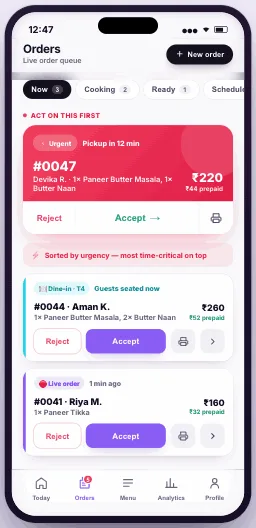 12:47
Orders
Live order queue
+ New order
Now 3
Cooking 2
Ready 1
Schedule
ACT ON THIS FIRST
Urgent
Pickup in 12 min
#0047
₹220
Devika R. · 1× Paneer Butter Masala, 1×
Butter Naan
₹44 prepaid
Reject
Accept →
Sorted by urgency — most time-critical on top
Dine-in · T4
Guests seated now
#0044 · Aman K.
₹260
1× Paneer Butter Masala, 2× Butter Naan
₹52 prepaid
Reject
Accept
Live order
1 min ago
#0041 · Riya M.
₹160
1× Paneer Tikka
₹32 prepaid
Reject
Accept
Today
Orders
Menu
Analytics
Profile